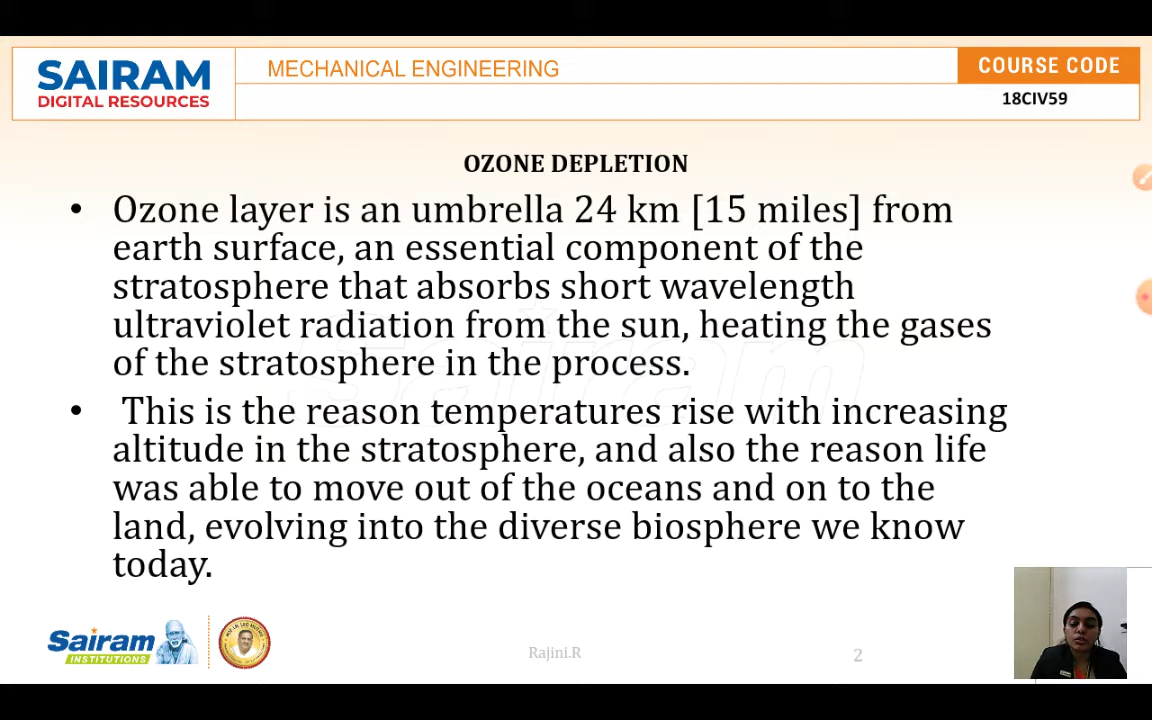 SAIRAM
DIGITAL RESOURCES
MECHANICAL ENGINEERING
COURSE CODE
18CIV59
OZONE DEPLETION
• Ozone layer is an umbrella 24 km [15 miles] from
earth surface, an essential component of the
stratosphere that absorbs short wavelength
ultraviolet radiation from the sun, heating the gases
of the stratosphere in the process.
• This is the reason temperatures rise with increasing
altitude in the stratosphere, and also the reason life
was able to move out of the oceans and on to the
land, evolving into the diverse biosphere we know
today.
Sairam
INSTITUTIONS
Rajini.R
2